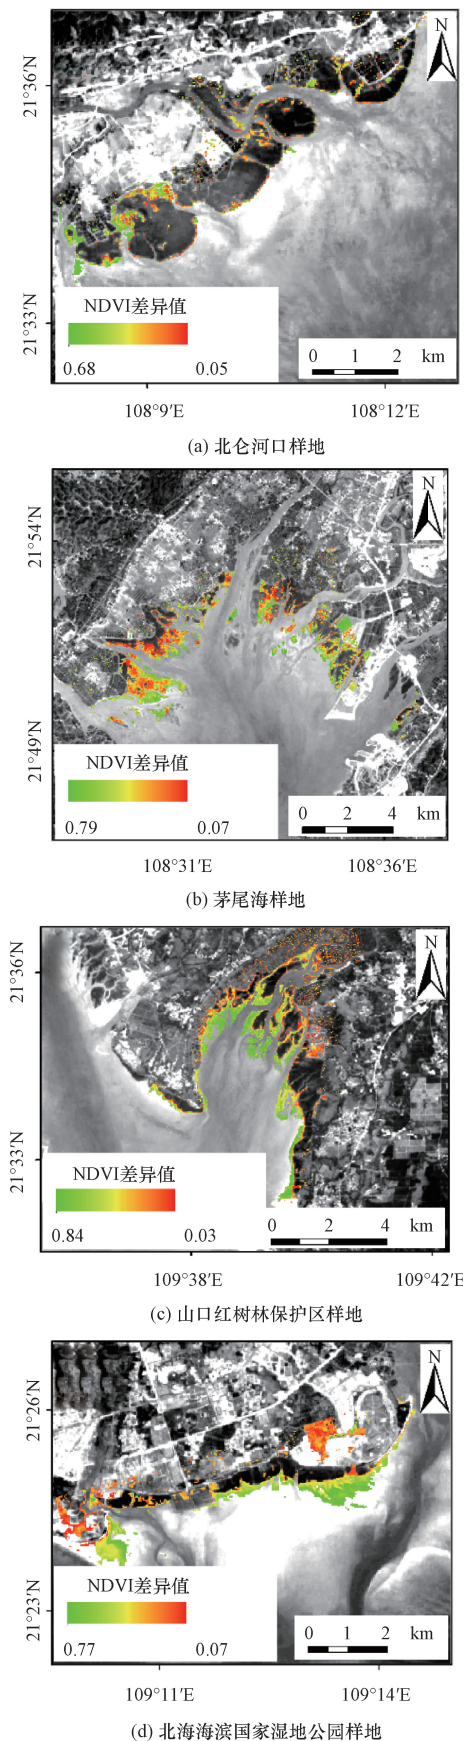 N
21°36′N
21°33′N
NDVI差异值
0.68 0.05
0 1 2 km
108°9′E 108°12′E
(a) 北仑河口样地
N
21°54′N
21°49′N
NDVI差异值
0.79 0.07
0 2 4 km
108°31′E 108°36′E
(b) 茅尾海样地
N
21°36′N
21°33′N
NDVI差异值
0.84 0.03
0 2 4 km
109°38′E 109°42′E
(c) 山口红树林保护区样地
N
21°26′N
21°23′N
NDVI差异值
0.77 0.07
0 1 2 km
109°11′E 109°14′E
(d) 北海海滨国家湿地公园样地